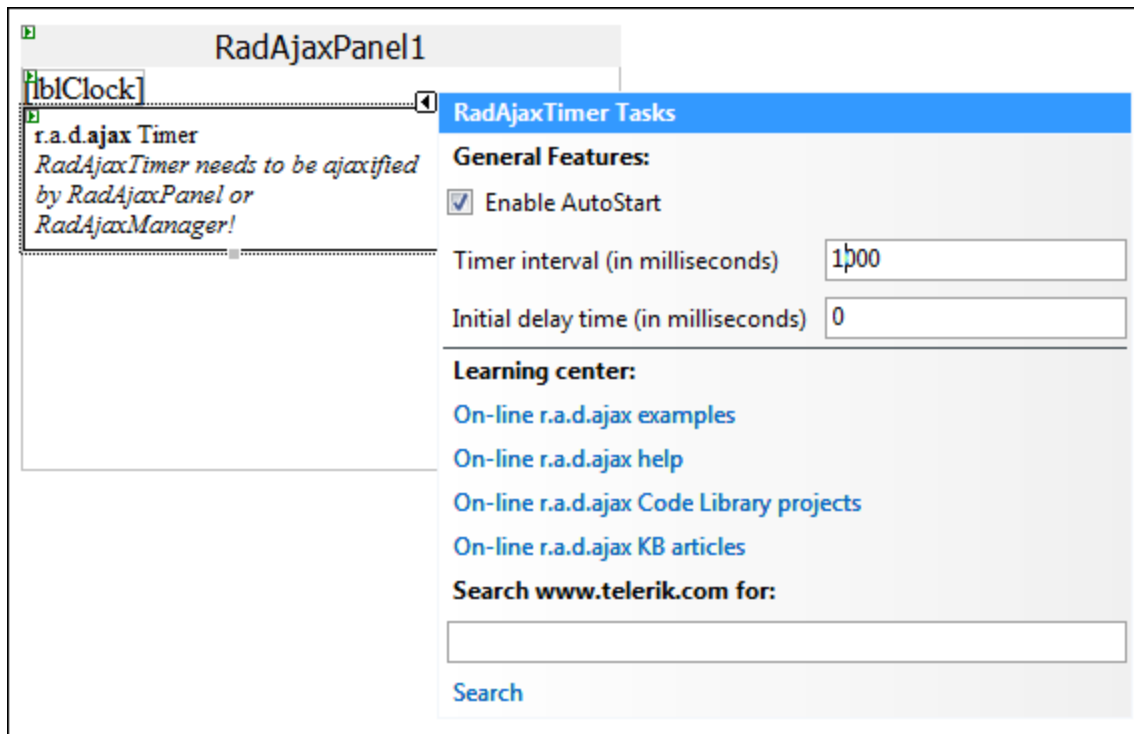 RadAjaxPanel1
[lblClock]
r.a.d.ajax Timer
RadAjaxTimer needs to be ajaxified
by RadAjaxPanel or
RadAjaxManager!
RadAjaxTimer Tasks
General Features:
Enable AutoStart
Timer interval (in milliseconds) 1000
Initial delay time (in milliseconds) 0
Learning center:
On-line r.a.d.ajax examples
On-line r.a.d.ajax help
On-line r.a.d.ajax Code Library projects
On-line r.a.d.ajax KB articles
Search www.telerik.com for:
Search